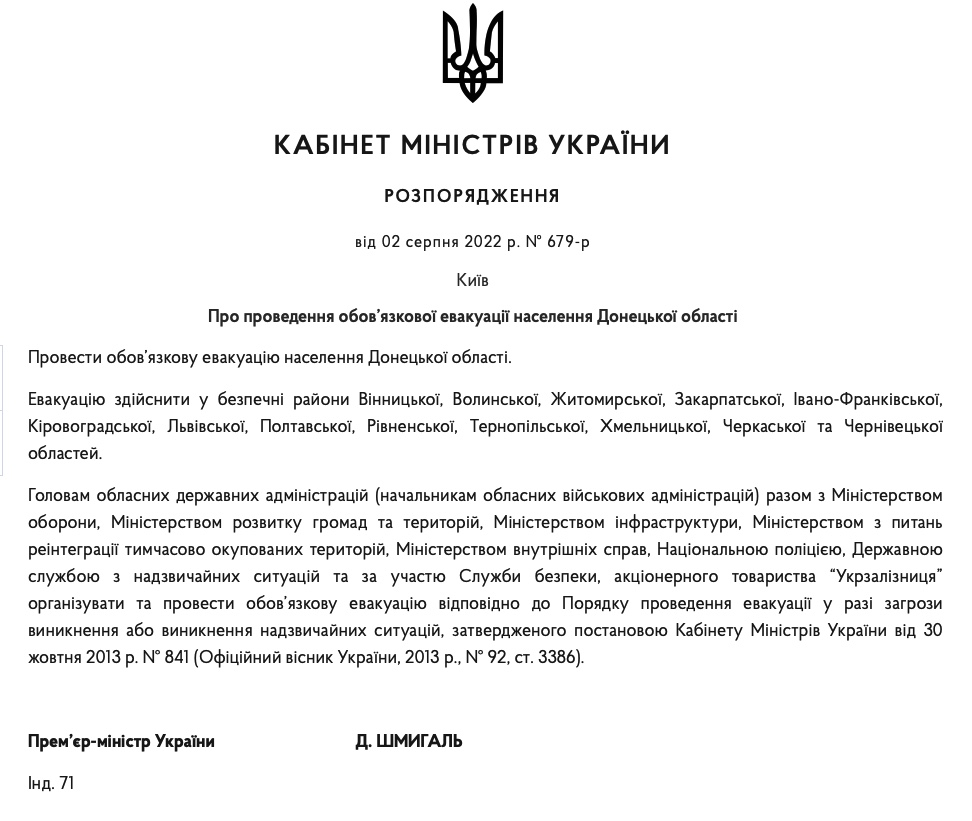 КАБІНЕТ МІНІСТРІВ УКРАЇНИ
РОЗПОРЯДЖЕННЯ
від 02 серпня 2022 р. № 679-р
Київ
Про проведення обов’язкової евакуації населення Донецької області
Провести обов’язкову евакуацію населення Донецької області.
Евакуацію здійснити у безпечні райони Вінницької, Волинської, Житомирської, Закарпатської, Івано-Франківської,
Кіровоградської, Львівської, Полтавської, Рівненської, Тернопільської, Хмельницької, Черкаської та Чернівецької
областей.
Головам обласних державних адміністрацій (начальникам обласних військових адміністрацій) разом з Міністерством
оборони, Міністерством розвитку громад та територій, Міністерством інфраструктури, Міністерством з питань
реінтеграції тимчасово окупованих територій, Міністерством внутрішніх справ, Національною поліцією, Державною
службою з надзвичайних ситуацій та за участю Служби безпеки, акціонерного товариства “Укрзалізниця”
організувати та провести обов’язкову евакуацію відповідно до Порядку проведення евакуації у разі загрози
виникнення або виникнення надзвичайних ситуацій, затвердженого постановою Кабінету Міністрів України від 30
жовтня 2013 р. № 841 (Офіційний вісник України, 2013 р., № 92, ст. 3386).
Прем’єр-міністр України Д. ШМИГАЛЬ
Інд. 71